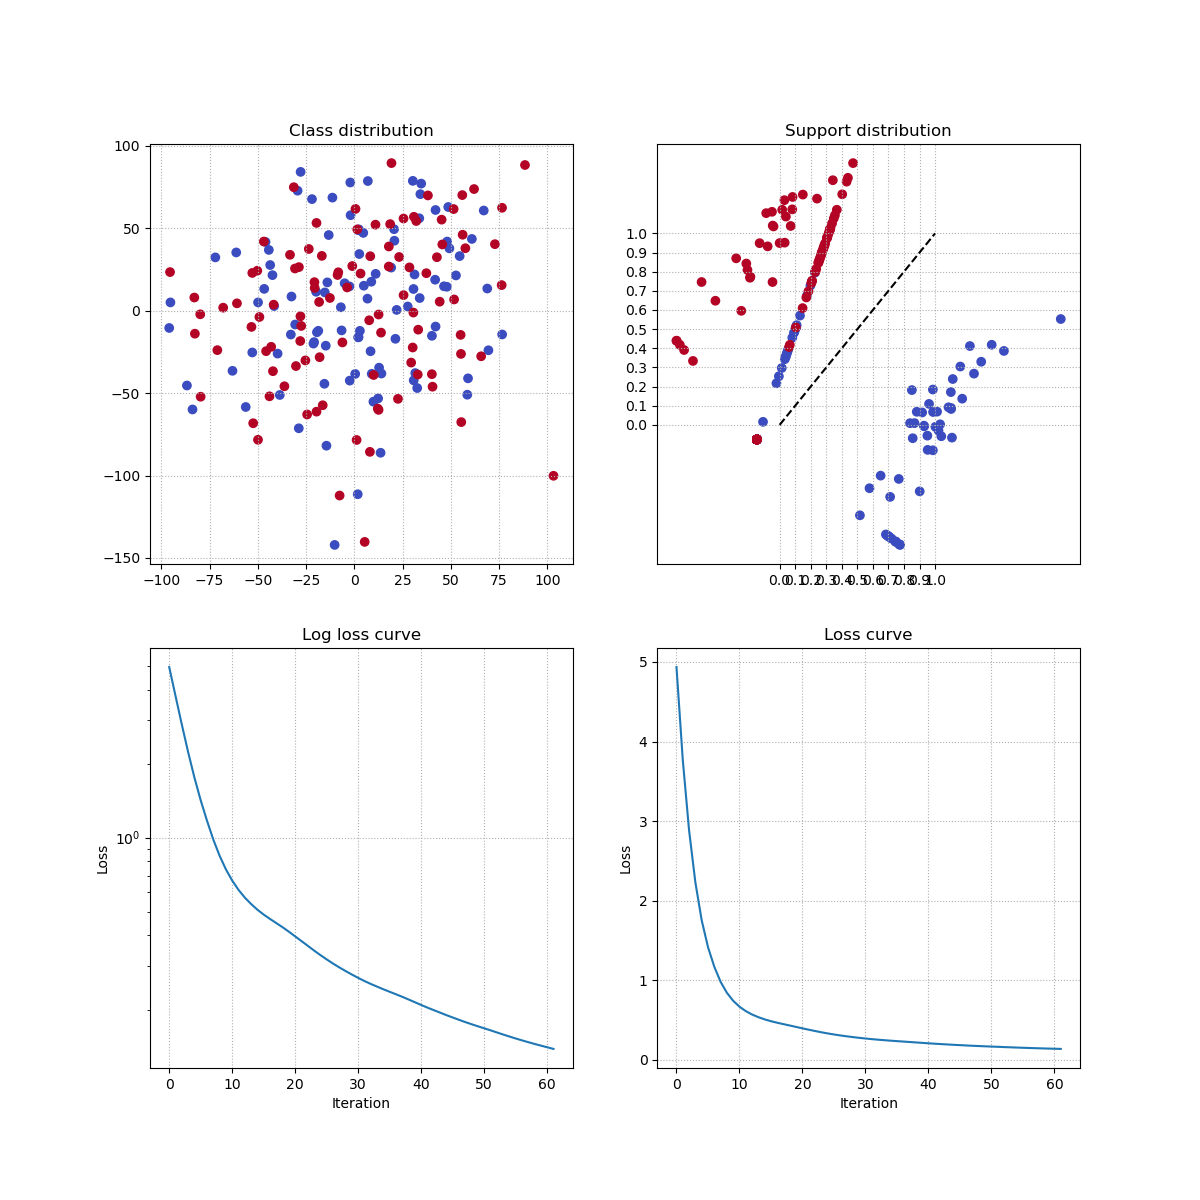 Class distribution
100
50
0
−50
−100
−150
−100 −75 −50 −25 0 25 50 75 100
Support distribution
1.0
0.9
0.8
0.7
0.6
0.5
0.4
0.3
0.2
0.1
0.0
0.0 0.1 0.2 0.3 0.4 0.5 0.6 0.7 0.8 0.9 1.0
Log loss curve
10⁰
Loss
0 10 20 30 40 50 60
Iteration
Loss curve
5
4
3
2
1
0
Loss
0 10 20 30 40 50 60
Iteration